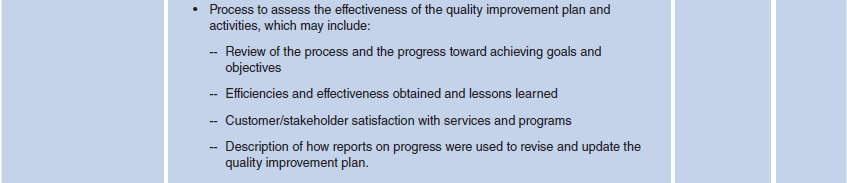 • Process to assess the effectiveness of the quality improvement plan and
activities, which may include:
-- Review of the process and the progress toward achieving goals and
objectives
-- Efficiencies and effectiveness obtained and lessons learned
-- Customer/stakeholder satisfaction with services and programs
-- Description of how reports on progress were used to revise and update the
quality improvement plan.